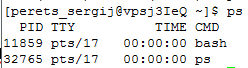 [perets_sergij@vpsj3IeQ ~]$ ps
PID TTY TIME CMD
11859 pts/17 00:00:00 bash
32765 pts/17 00:00:00 ps